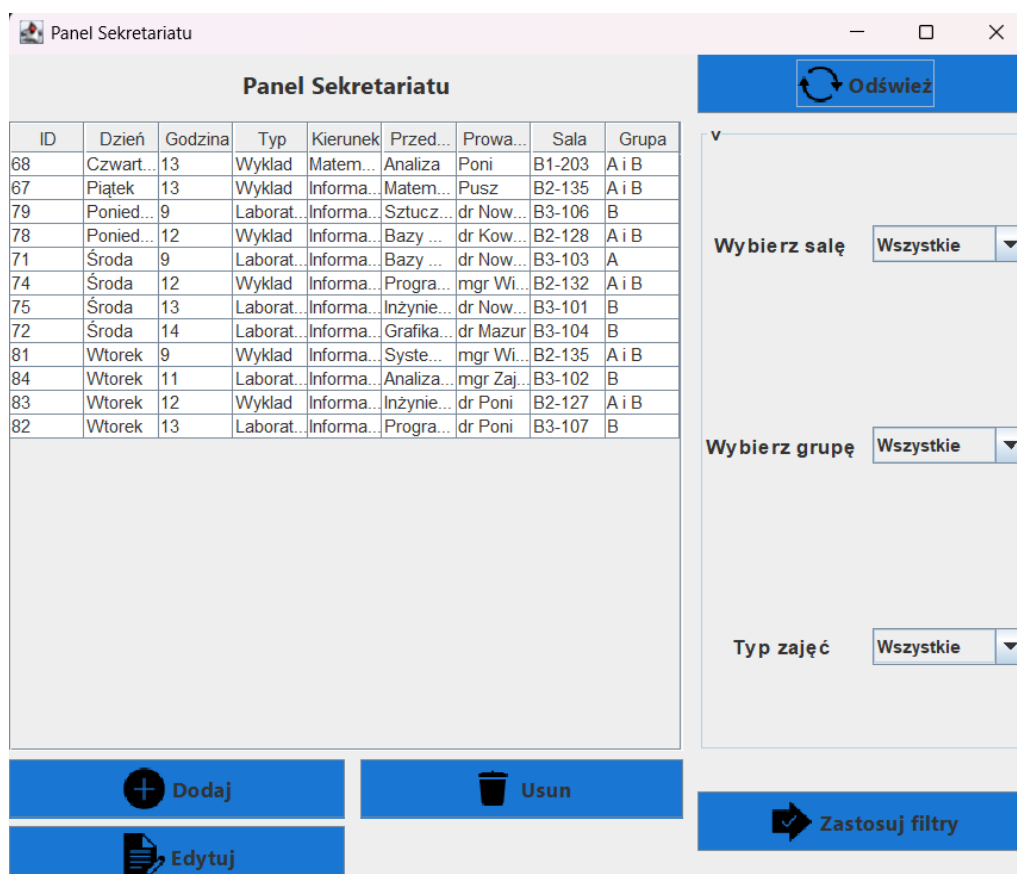 Panel Sekretariatu
Panel Sekretariatu
Odśwież
ID Dzień Godzina Typ Kierunek Przed... Prowa... Sala Grupa
68 Czwart... 13 Wyklad Matem... Analiza Poni B1-203 A i B
67 Piątek 13 Wyklad Informa... Matem... Pusz B2-135 A i B
79 Ponied... 9 Laborat... Informa... Sztucz... dr Now... B3-106 B
78 Ponied... 12 Wyklad Informa... Bazy ... dr Kow... B2-128 A i B
71 Środa 9 Laborat... Informa... Bazy ... dr Now... B3-103 A
74 Środa 12 Wyklad Informa... Progra... mgr Wi... B2-132 A i B
75 Środa 13 Laborat... Informa... Inżynie... dr Now... B3-101 B
72 Środa 14 Laborat... Informa... Grafika... dr Mazur B3-104 B
81 Wtorek 9 Wyklad Informa... Syste... mgr Wi... B2-135 A i B
84 Wtorek 11 Laborat... Informa... Analiza... mgr Zaj... B3-102 B
83 Wtorek 12 Wyklad Informa... Inżynie... dr Poni B2-127 A i B
82 Wtorek 13 Laborat... Informa... Progra... dr Poni B3-107 B
Wybierz salę Wszystkie
Wybierz grupę Wszystkie
Typ zajęć Wszystkie
Dodaj
Usun
Edytuj
Zastosuj filtry